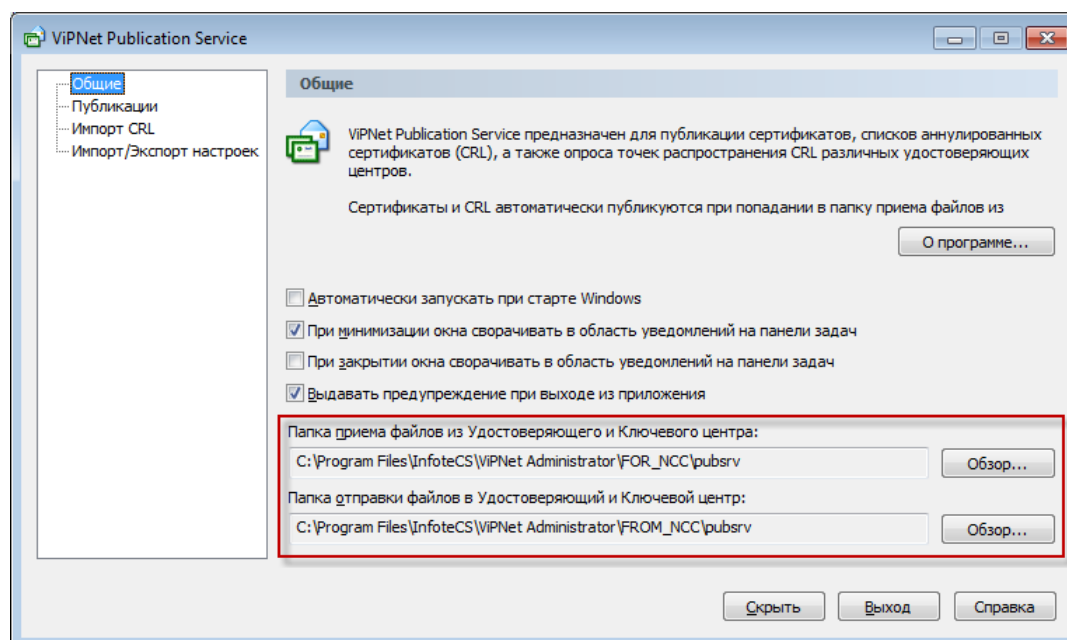 ViPNet Publication Service
Общие
Публикации
Импорт CRL
Импорт/Экспорт настроек
Общие
ViPNet Publication Service предназначен для публикации сертификатов, списков аннулированных
сертификатов (CRL), а также опроса точек распространения CRL различных удостоверяющих
центров.
Сертификаты и CRL автоматически публикуются при попадании в папку приема файлов из
О программе...
Автоматически запускать при старте Windows
При минимизации окна сворачивать в область уведомлений на панели задач
При закрытии окна сворачивать в область уведомлений на панели задач
Выдавать предупреждение при выходе из приложения
Папка приема файлов из Удостоверяющего и Ключевого центра:
C:\Program Files\InfoteCS\ViPNet Administrator\FOR_NCC\pubsrv
Обзор...
Папка отправки файлов в Удостоверяющий и Ключевой центр:
C:\Program Files\InfoteCS\ViPNet Administrator\FROM_NCC\pubsrv
Обзор...
Скрыть
Выход
Справка